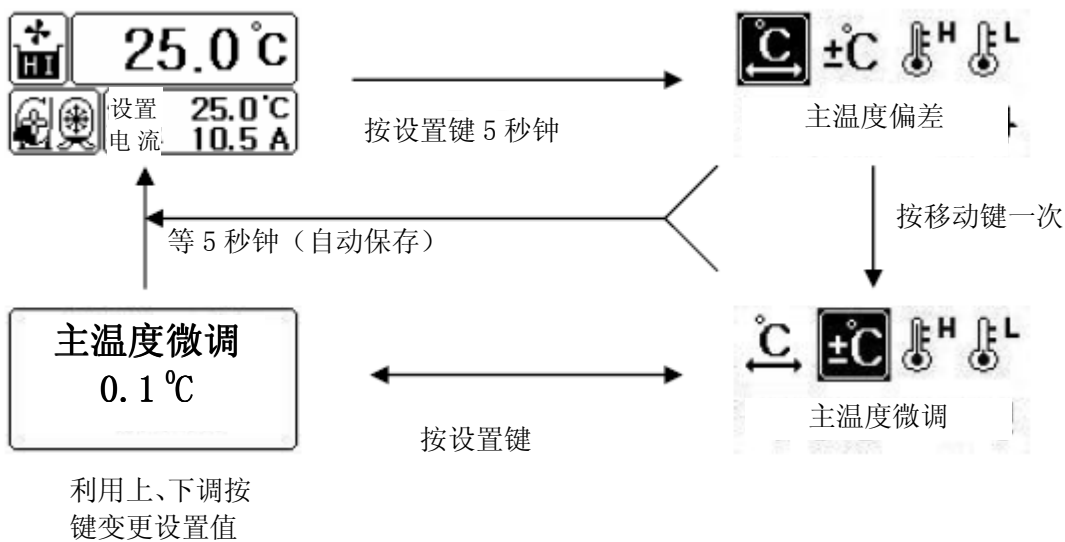 HI
25.0℃
设置 25.0℃
电流 10.5 A
按设置键 5 秒钟
℃ ±℃ H L
主温度偏差
按移动键一次
等 5 秒钟（自动保存）
主温度微调
0.1⁰C
按设置键
℃ ±℃ H L
主温度微调
利用上、下调按
键变更设置值